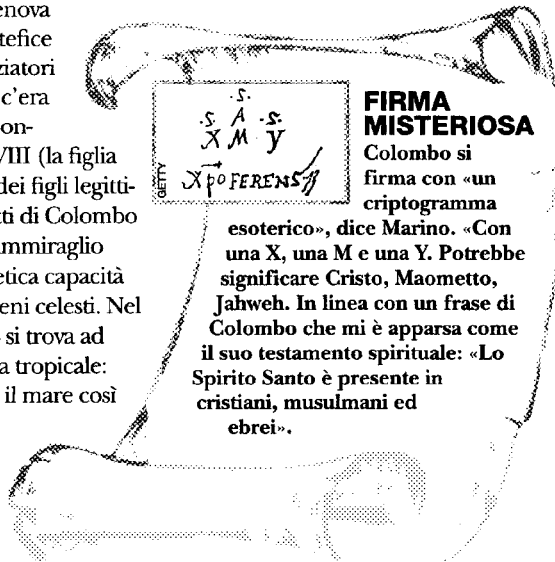 enova
tefice
ziatori
c'era
on-
VIII (la figlia
dei figli legitti-
ti di Colombo
mmiraglio
etica capacità
eni celesti. Nel
si trova ad
a tropicale:
il mare così
.S.
.S. A .S.
X M Y
XpõFERENS
GETTY
FIRMA
MISTERIOSA
Colombo si
firma con «un
criptogramma
esoterico», dice Marino. «Con
una X, una M e una Y. Potrebbe
significare Cristo, Maometto,
Jahweh. In linea con un frase di
Colombo che mi è apparsa come
il suo testamento spirituale: «Lo
Spirito Santo è presente in
cristiani, musulmani ed
ebrei».